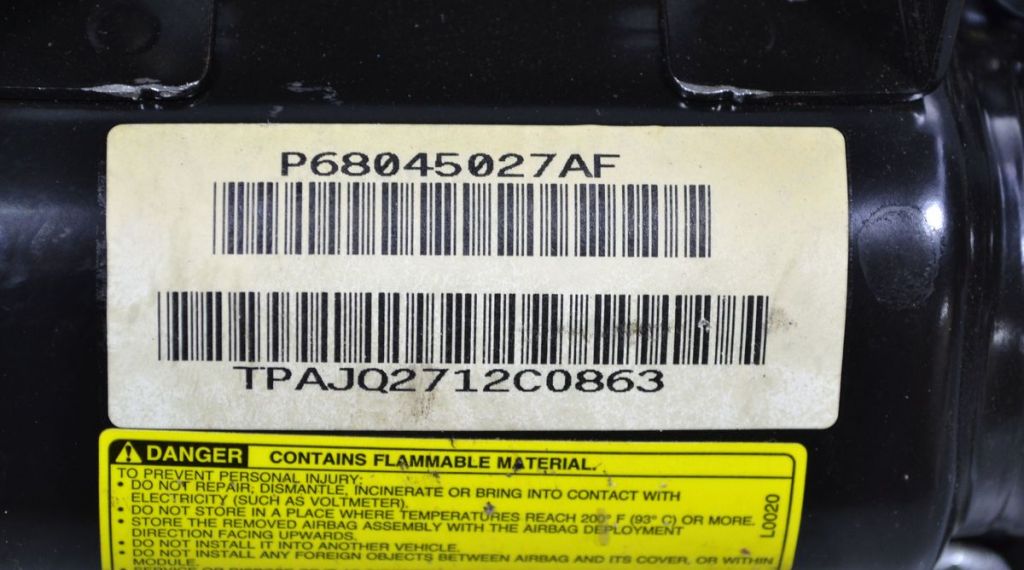 P68045027AF
TPAJQ2712C0863
DANGER CONTAINS FLAMMABLE MATERIAL.
TO PREVENT PERSONAL INJURY:
• DO NOT REPAIR, DISMANTLE, INCINERATE OR BRING INTO CONTACT WITH
ELECTRICITY (SUCH AS VOLTMETER).
• DO NOT STORE IN A PLACE WHERE TEMPERATURES REACH 200° F (93° C) OR MORE.
• STORE THE REMOVED AIRBAG ASSEMBLY WITH THE AIRBAG DEPLOYMENT
DIRECTION FACING UPWARDS.
• DO NOT INSTALL IT INTO ANOTHER VEHICLE.
• DO NOT INSTALL ANY FOREIGN OBJECTS BETWEEN AIRBAG AND ITS COVER, OR WITHIN
MODULE.
L0020